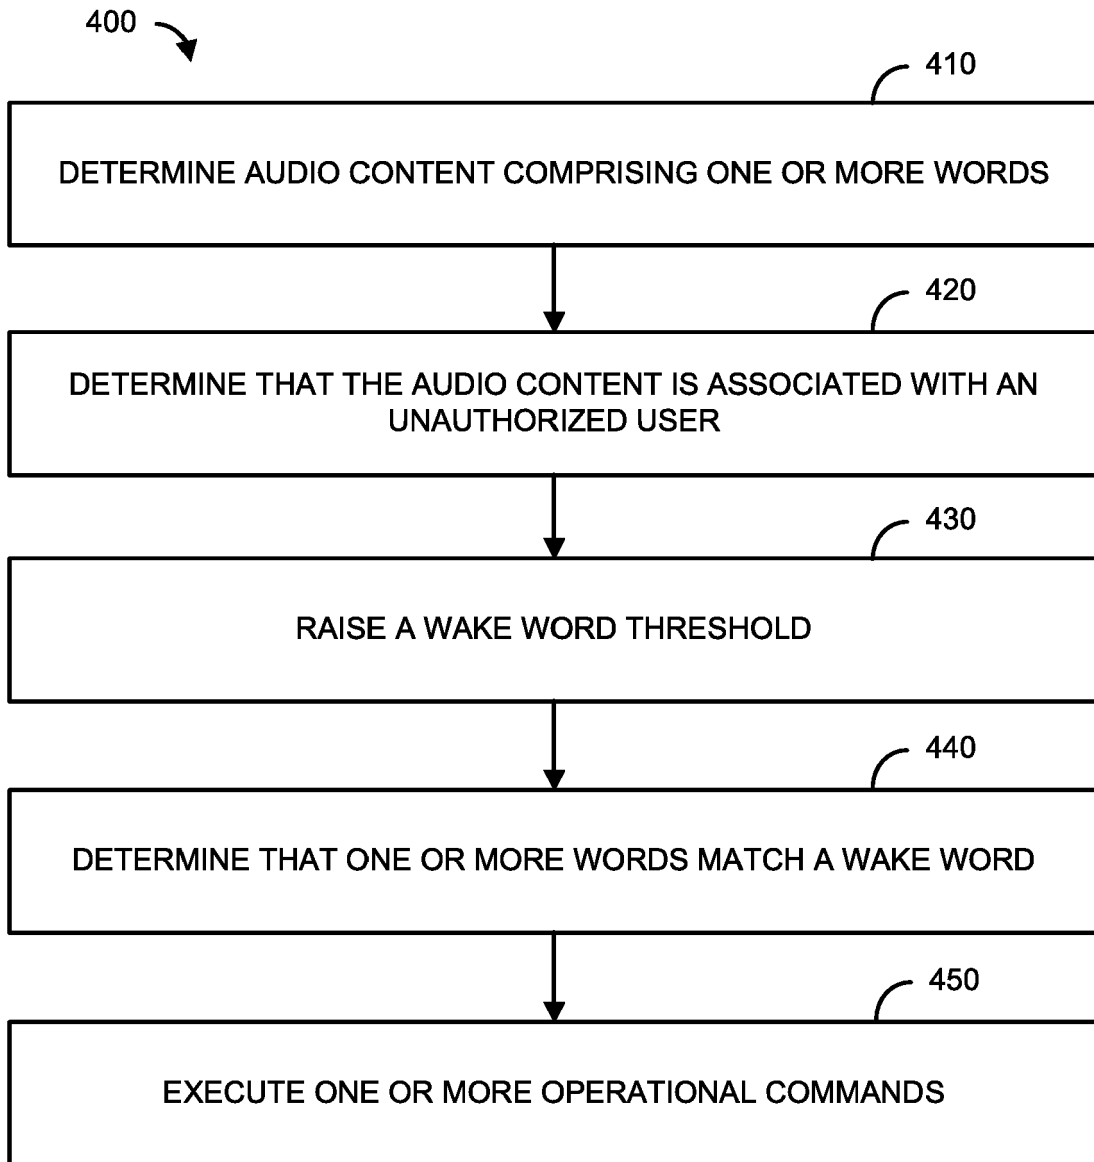 400
410
DETERMINE AUDIO CONTENT COMPRISING ONE OR MORE WORDS
420
DETERMINE THAT THE AUDIO CONTENT IS ASSOCIATED WITH AN
UNAUTHORIZED USER
430
RAISE A WAKE WORD THRESHOLD
440
DETERMINE THAT ONE OR MORE WORDS MATCH A WAKE WORD
450
EXECUTE ONE OR MORE OPERATIONAL COMMANDS